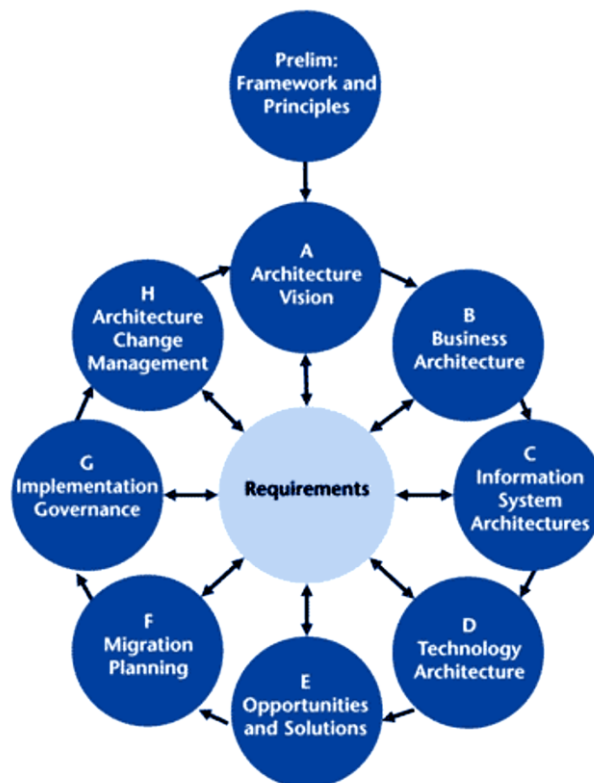 Prelim:
Framework and
Principles
A
Architecture
Vision
B
Business
Architecture
C
Information
System
Architectures
D
Technology
Architecture
E
Opportunities
and Solutions
F
Migration
Planning
G
Implementation
Governance
H
Architecture
Change
Management
Requirements